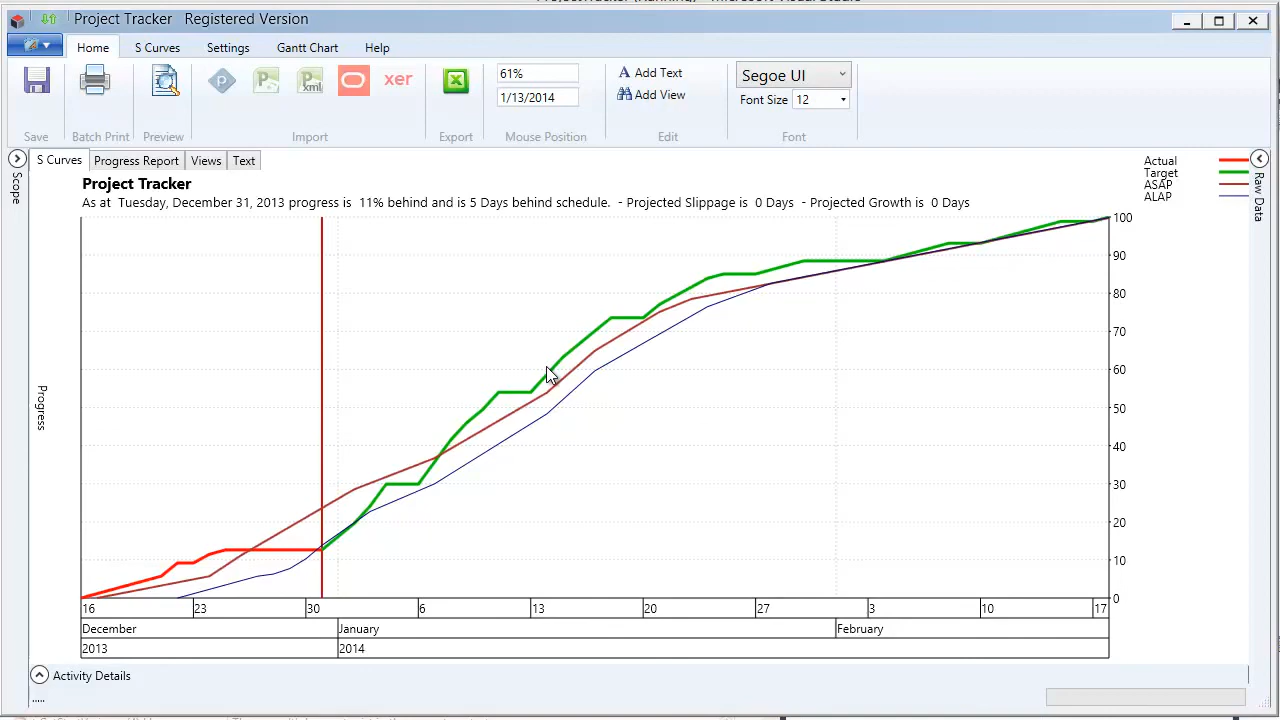 Project Tracker Registered Version
Home S Curves Settings Gantt Chart Help
P P P xml xer X 61% A Add Text Segoe UI
1/13/2014 Add View Font Size 12
Save Batch Print Preview Import Export Mouse Position Edit Font
S Curves Progress Report Views Text
Scope
Raw Data
Project Tracker
As at Tuesday, December 31, 2013 progress is 11% behind and is 5 Days behind schedule. - Projected Slippage is 0 Days - Projected Growth is 0 Days
Actual
Target
ASAP
ALAP
100
90
80
70
60
50
40
30
20
10
0
Progress
16 23 30 6 13 20 27 3 10 17
December January February
2013 2014
Activity Details
.....